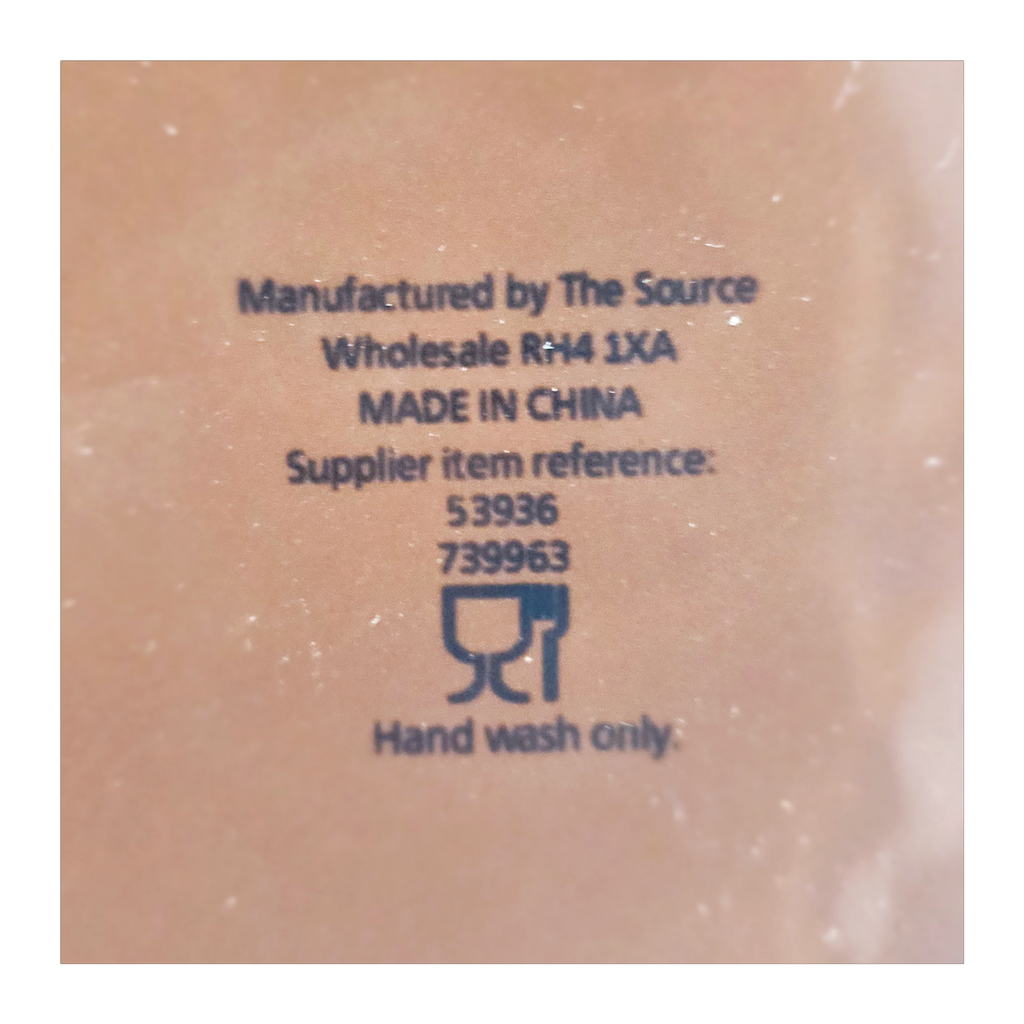 Manufactured by The Source
Wholesale RH4 1XA
MADE IN CHINA
Supplier item reference:
53936
739963
Hand wash only.